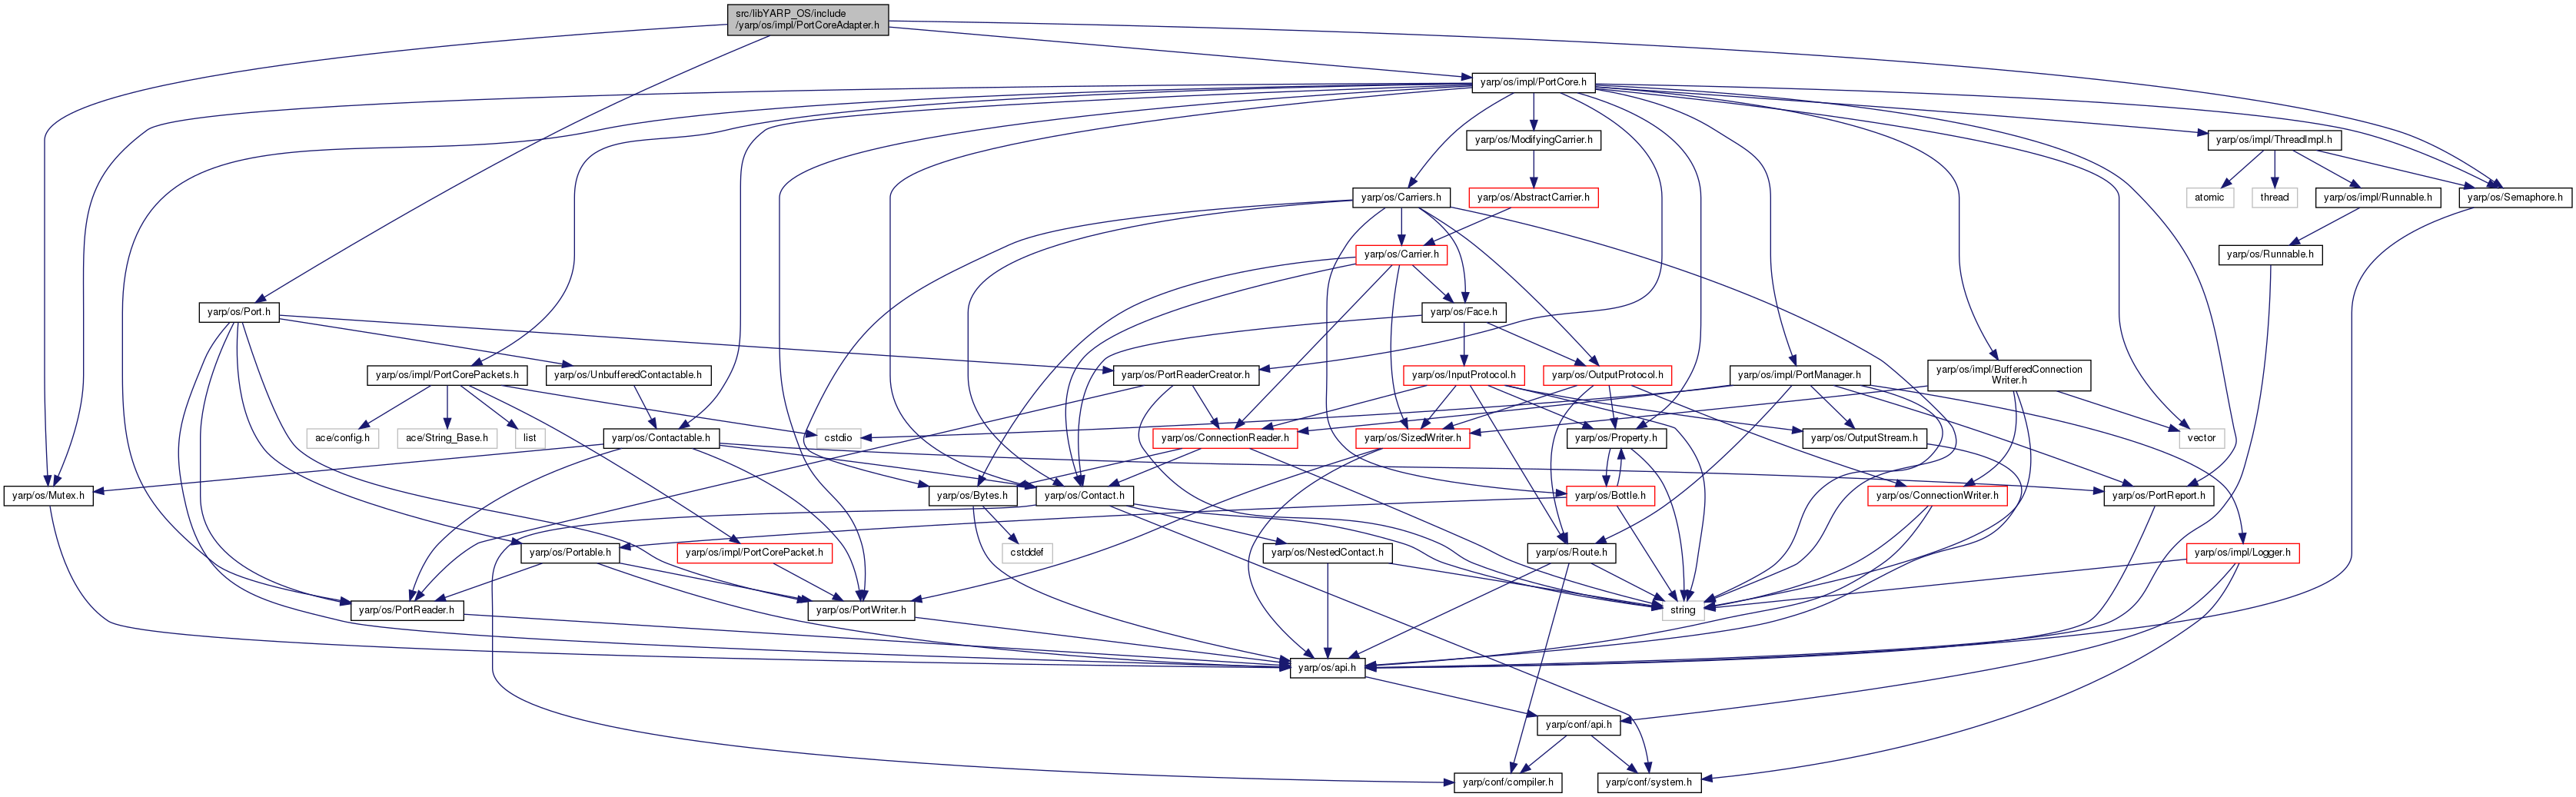 src/libYARP_OS/include
/yarp/os/impl/PortCoreAdapter.h
yarp/os/impl/PortCore.h
yarp/os/ModifyingCarrier.h
yarp/os/impl/ThreadImpl.h
yarp/os/Carriers.h
yarp/os/AbstractCarrier.h
atomic
thread
yarp/os/impl/Runnable.h
yarp/os/Semaphore.h
yarp/os/Carrier.h
yarp/os/Runnable.h
yarp/os/Port.h
yarp/os/Face.h
yarp/os/impl/PortCorePackets.h
yarp/os/UnbufferedContactable.h
yarp/os/PortReaderCreator.h
yarp/os/InputProtocol.h
yarp/os/OutputProtocol.h
yarp/os/impl/PortManager.h
yarp/os/impl/BufferedConnection
Writer.h
ace/config.h
ace/String_Base.h
list
yarp/os/Contactable.h
cstdio
yarp/os/ConnectionReader.h
yarp/os/SizedWriter.h
yarp/os/Property.h
yarp/os/OutputStream.h
vector
yarp/os/Mutex.h
yarp/os/Bytes.h
yarp/os/Contact.h
yarp/os/Bottle.h
yarp/os/ConnectionWriter.h
yarp/os/PortReport.h
yarp/os/Portable.h
yarp/os/impl/PortCorePacket.h
cstddef
yarp/os/NestedContact.h
yarp/os/Route.h
yarp/os/impl/Logger.h
yarp/os/PortReader.h
yarp/os/PortWriter.h
string
yarp/os/api.h
yarp/conf/api.h
yarp/conf/compiler.h
yarp/conf/system.h